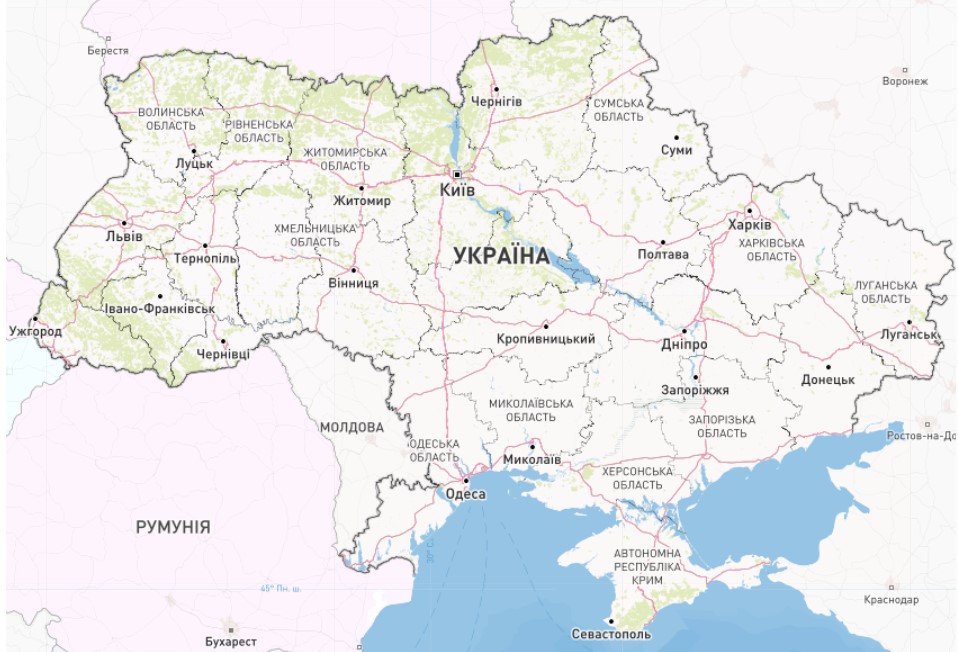 Берестя
Воронеж
Чернігів
СУМСЬКА
ОБЛАСТЬ
ВОЛИНСЬКА
ОБЛАСТЬ
РІВНЕНСЬКА
ОБЛАСТЬ
Суми
ЖИТОМИРСЬКА
ОБЛАСТЬ
Луцьк
Київ
Житомир
Харків
Львів
ХМЕЛЬНИЦЬКА
ОБЛАСТЬ
ХАРКІВСЬКА
ОБЛАСТЬ
Тернопіль
УКРАЇНА
Полтава
Вінниця
ЛУГАНСЬКА
ОБЛАСТЬ
Івано-Франківськ
Ужгород
Луганськ
Кропивницький
Дніпро
Чернівці
Донецьк
Запоріжжя
МИКОЛАЇВСЬКА
ОБЛАСТЬ
ЗАПОРІЗЬКА
ОБЛАСТЬ
МОЛДОВА
Ростов-на-До
ОДЕСЬКА
ОБЛАСТЬ
Миколаїв
ХЕРСОНСЬКА
ОБЛАСТЬ
Одеса
РУМУНІЯ
АВТОНОМНА
РЕСПУБЛІКА
КРИМ
45° Пн. ш.
Краснодар
Севастополь
Бухарест